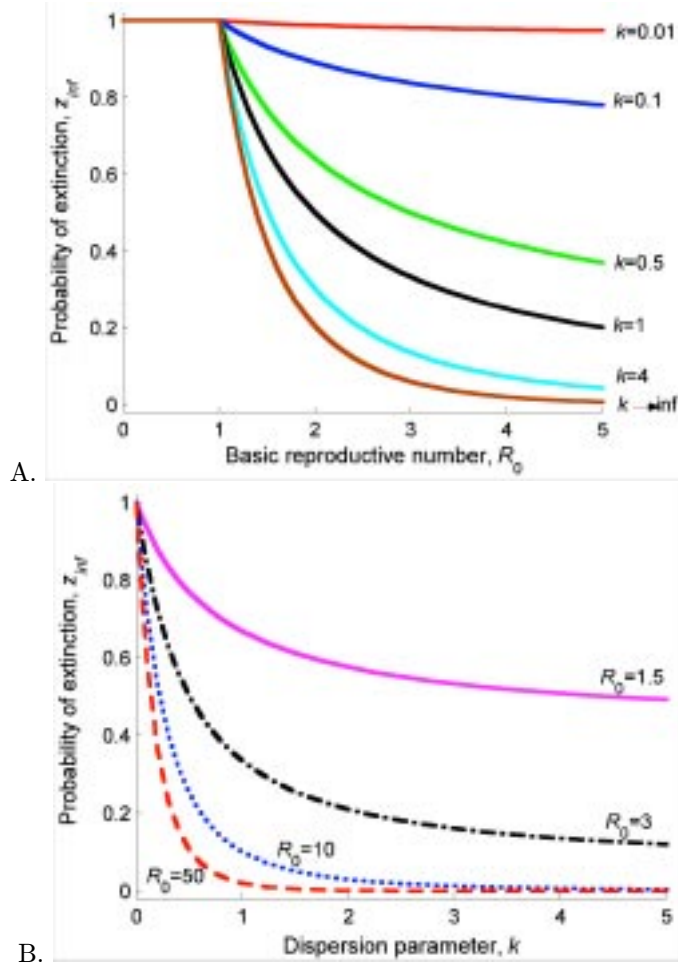 1
0.8
0.6
0.4
0.2
0
Probability of extinction, z_inf
k=0.01
k=0.1
k=0.5
k=1
k=4
k → inf
0 1 2 3 4 5
Basic reproductive number, R_0
A.
1
0.8
0.6
0.4
0.2
0
Probability of extinction, z_inf
R_0=1.5
R_0=3
R_0=10
R_0=50
0 1 2 3 4 5
Dispersion parameter, k
B.